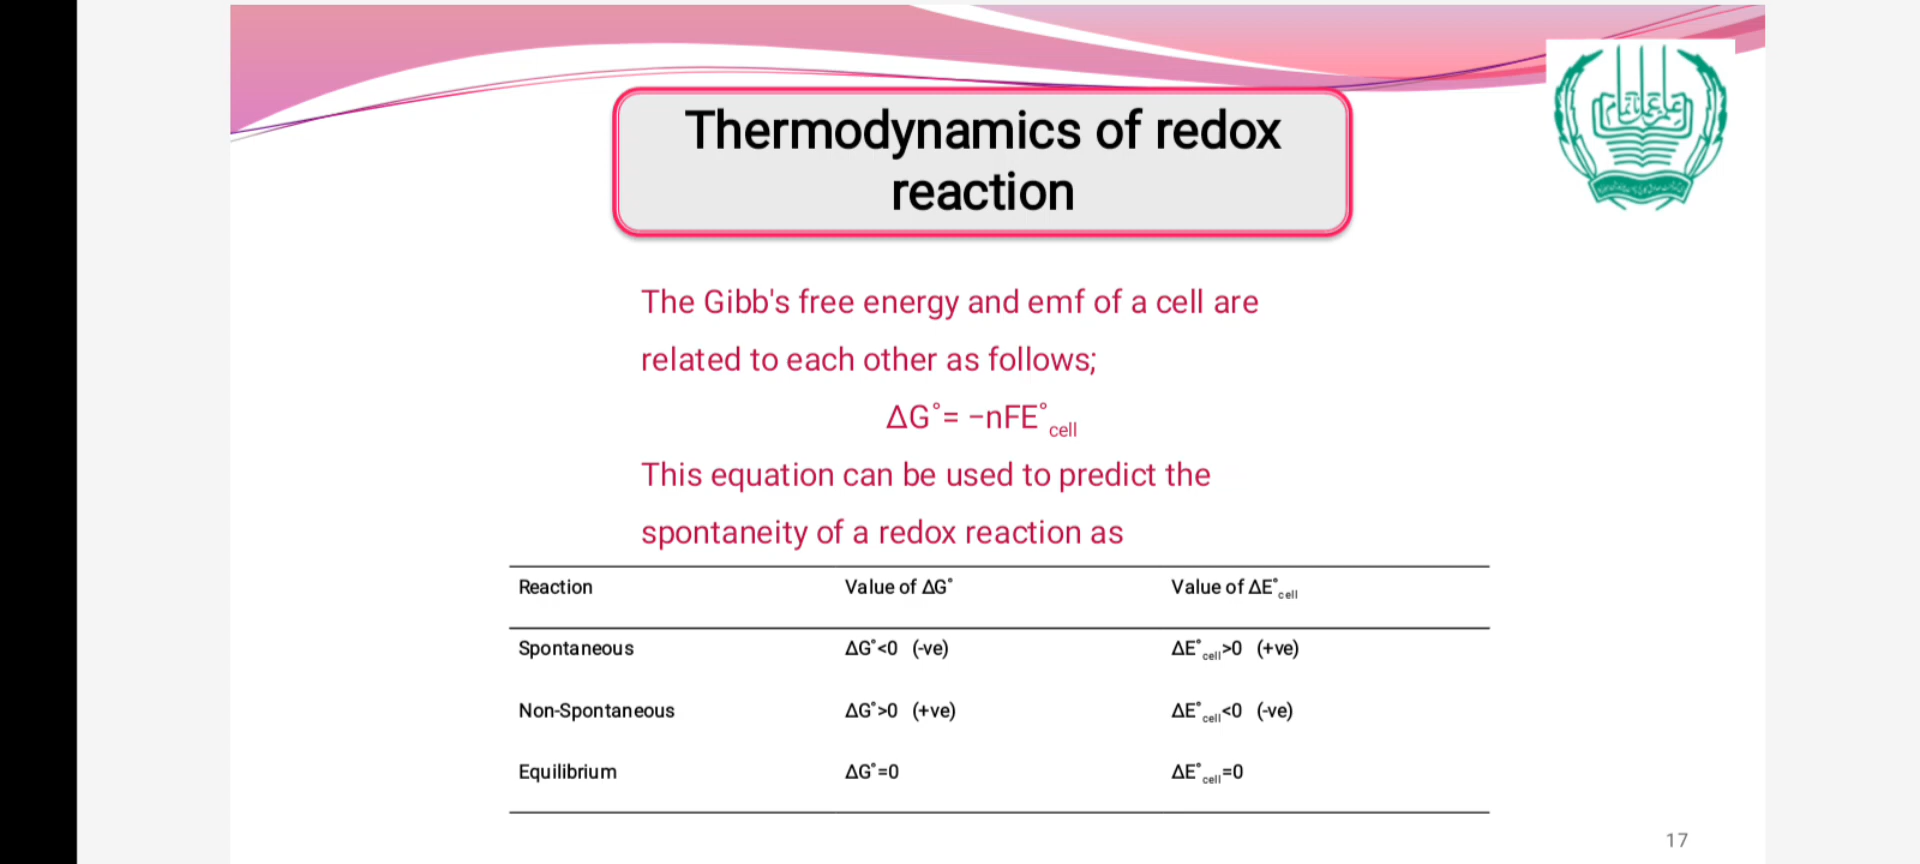 Thermodynamics of redox
reaction
The Gibb's free energy and emf of a cell are
related to each other as follows;
ΔG°= −nFE°cell
This equation can be used to predict the
spontaneity of a redox reaction as
Reaction Value of ΔG° Value of ΔE°cell
Spontaneous ΔG°<0 (-ve) ΔE°cell>0 (+ve)
Non-Spontaneous ΔG°>0 (+ve) ΔE°cell<0 (-ve)
Equilibrium ΔG°=0 ΔE°cell=0
17